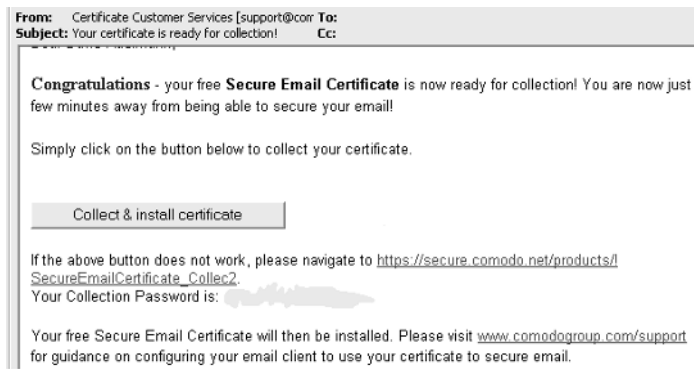 From: Certificate Customer Services [support@com To:
Subject: Your certificate is ready for collection! Cc:
Congratulations - your free Secure Email Certificate is now ready for collection! You are now just
few minutes away from being able to secure your email!
Simply click on the button below to collect your certificate.
Collect & install certificate
If the above button does not work, please navigate to https://secure.comodo.net/products/!
SecureEmailCertificate_Collec2.
Your Collection Password is:
Your free Secure Email Certificate will then be installed. Please visit www.comodogroup.com/support
for guidance on configuring your email client to use your certificate to secure email.